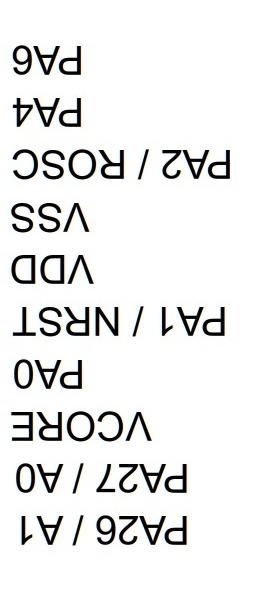 PA26 / A1
PA27 / A0
VCORE
PA0
PA1 / NRST
VDD
VSS
PA2 / ROSC
PA4
PA6